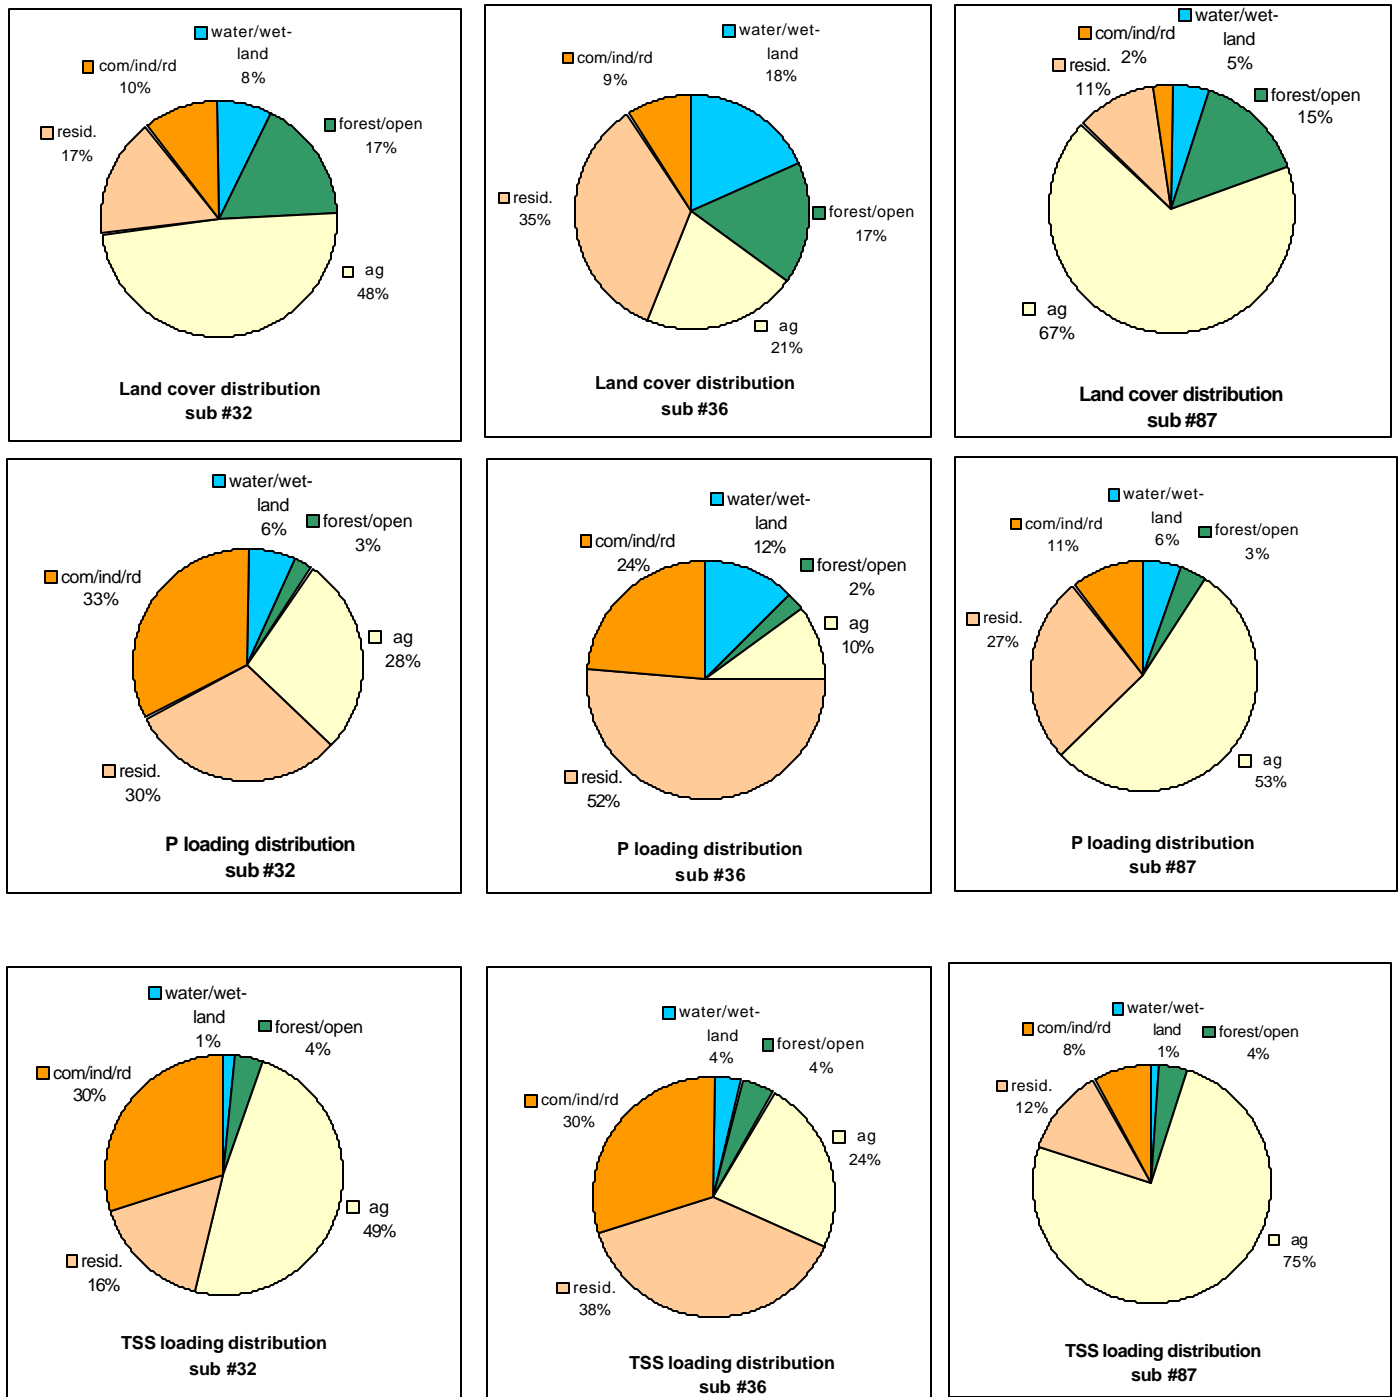 water/wet-
land
8%
com/ind/rd
10%
forest/open
17%
resid.
17%
ag
48%
Land cover distribution
sub #32
water/wet-
land
18%
com/ind/rd
9%
resid.
35%
forest/open
17%
ag
21%
Land cover distribution
sub #36
water/wet-
land
5%
com/ind/rd
2%
resid.
11%
forest/open
15%
ag
67%
Land cover distribution
sub #87
water/wet-
land
6%
forest/open
3%
com/ind/rd
33%
ag
28%
resid.
30%
P loading distribution
sub #32
water/wet-
land
12%
com/ind/rd
24%
forest/open
2%
ag
10%
resid.
52%
P loading distribution
sub #36
water/wet-
land
6%
com/ind/rd
11%
forest/open
3%
resid.
27%
ag
53%
P loading distribution
sub #87
water/wet-
land
1%
forest/open
4%
com/ind/rd
30%
ag
49%
resid.
16%
TSS loading distribution
sub #32
water/wet-
land
4%
forest/open
4%
com/ind/rd
30%
ag
24%
resid.
38%
TSS loading distribution
sub #36
water/wet-
land
1%
com/ind/rd
8%
forest/open
4%
resid.
12%
ag
75%
TSS loading distribution
sub #87